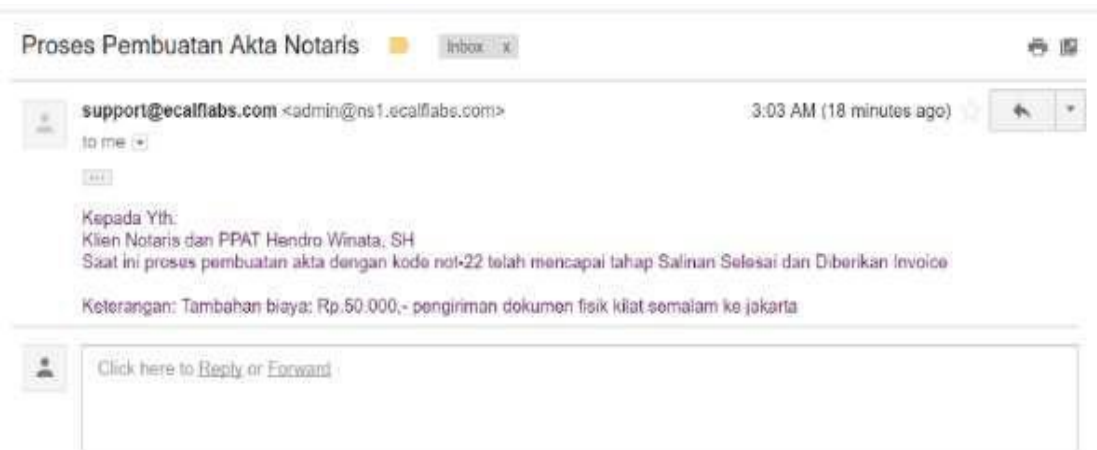 Proses Pembuatan Akta Notaris Inbox x
support@ecalflabs.com <admin@ns1.ecalflabs.com> 3:03 AM (18 minutes ago)
to me
Kepada Yth:
Klien Notaris dan PPAT Hendro Winata, SH
Saat ini proses pembuatan akta dengan kode not-22 telah mencapai tahap Salinan Selesai dan Diberikan Invoice
Keterangan: Tambahan biaya: Rp.50.000,- pengiriman dokumen fisik kilat semalam ke jakarta
Click here to Reply or Forward